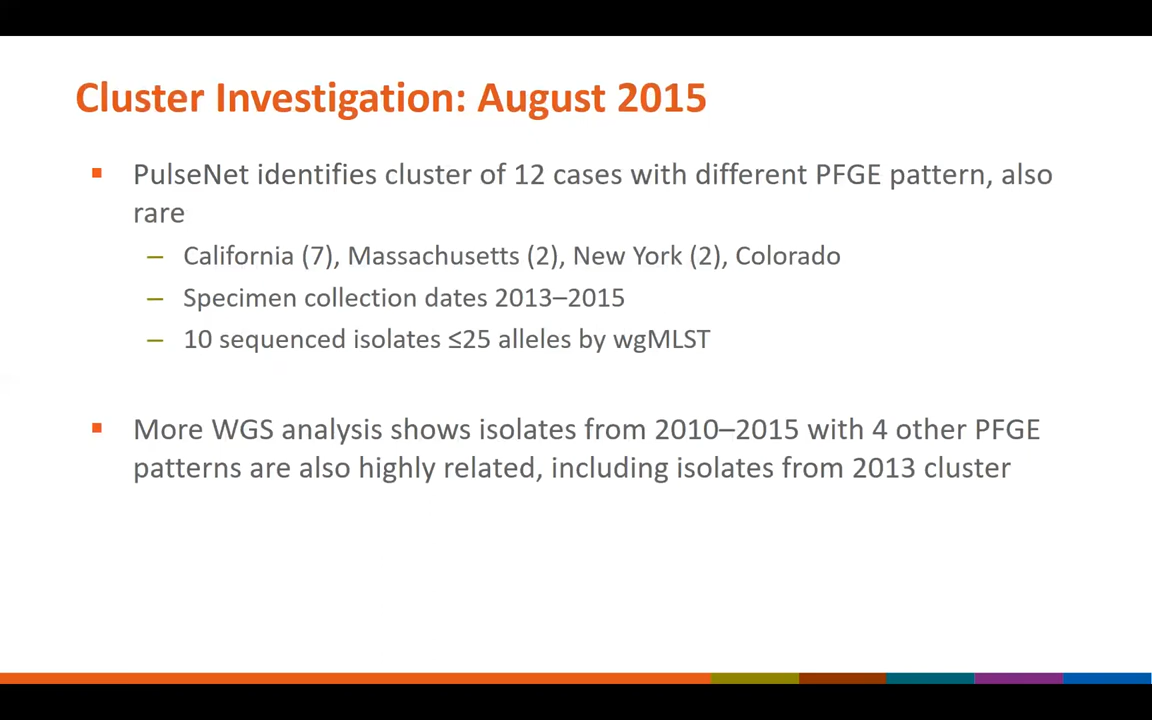 Cluster Investigation: August 2015
▪ PulseNet identifies cluster of 12 cases with different PFGE pattern, also
rare
– California (7), Massachusetts (2), New York (2), Colorado
– Specimen collection dates 2013–2015
– 10 sequenced isolates ≤25 alleles by wgMLST
▪ More WGS analysis shows isolates from 2010–2015 with 4 other PFGE
patterns are also highly related, including isolates from 2013 cluster